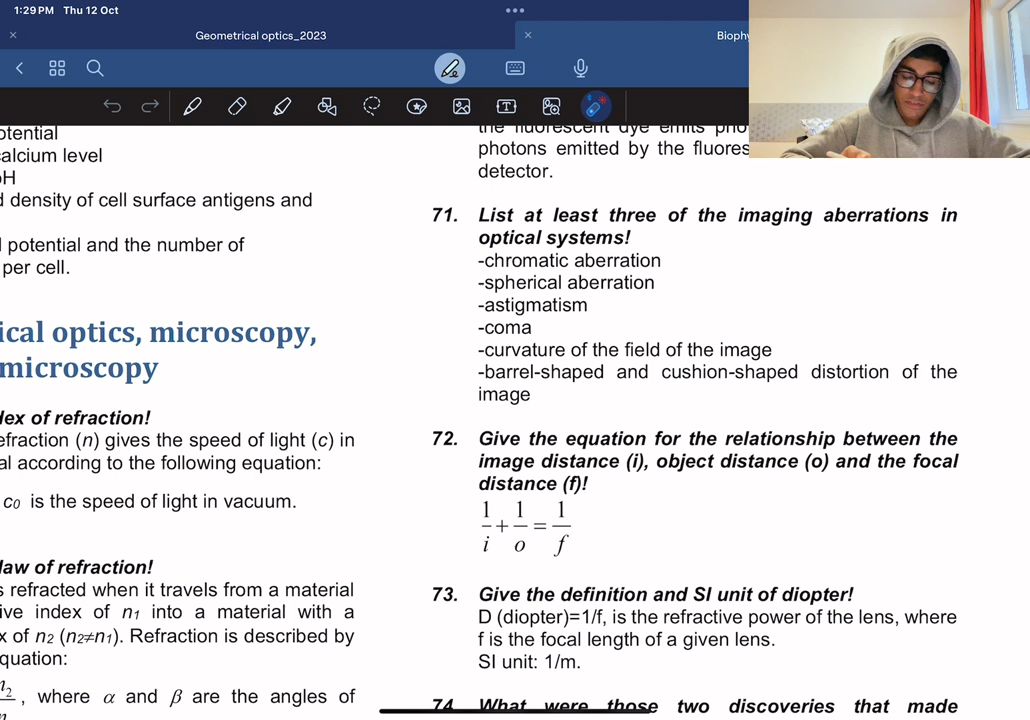 1:29 PM Thu 12 Oct
Geometrical optics_2023
Biophy
otential
calcium level
pH
d density of cell surface antigens and
l potential and the number of
per cell.
ical optics, microscopy,
microscopy
dex of refraction!
efraction (n) gives the speed of light (c) in
al according to the following equation:
c0 is the speed of light in vacuum.
law of refraction!
s refracted when it travels from a material
ive index of n1 into a material with a
x of n2 (n2≠n1). Refraction is described by
quation:
n2, where α and β are the angles of
the fluorescent dye emits pho
photons emitted by the fluores
detector.
71. List at least three of the imaging aberrations in
optical systems!
-chromatic aberration
-spherical aberration
-astigmatism
-coma
-curvature of the field of the image
-barrel-shaped and cushion-shaped distortion of the
image
72. Give the equation for the relationship between the
image distance (i), object distance (o) and the focal
distance (f)!
1/i + 1/o = 1/f
73. Give the definition and SI unit of diopter!
D (diopter)=1/f, is the refractive power of the lens, where
f is the focal length of a given lens.
SI unit: 1/m.
74. What were those two discoveries that made